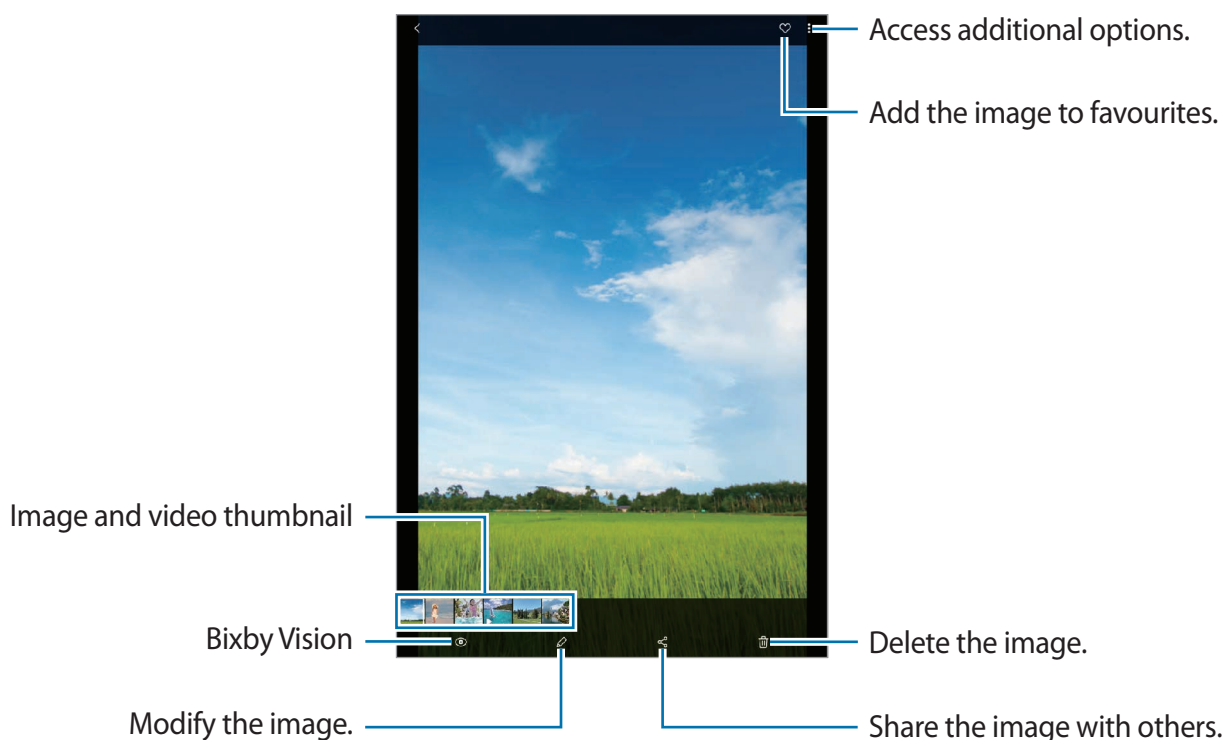 Access additional options.
Add the image to favourites.
Image and video thumbnail
Bixby Vision
Delete the image.
Modify the image.
Share the image with others.